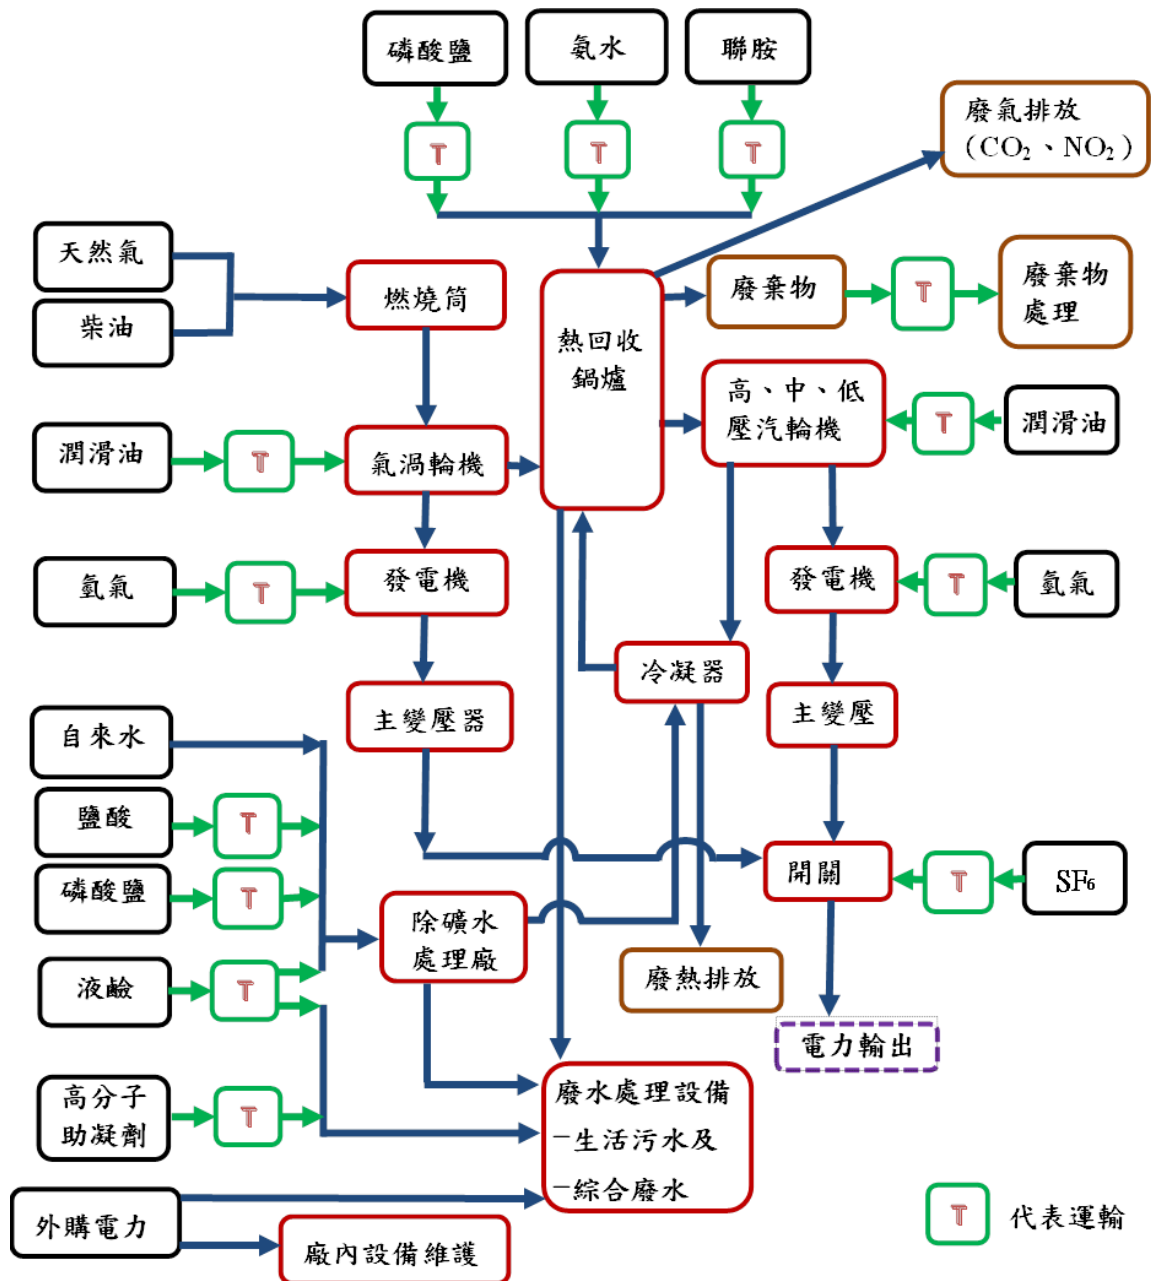 磷酸鹽
氨水
聯胺
T
T
T
廢氣排放
(CO₂、NO₂)
天然氣
柴油
燃燒筒
熱回收
鍋爐
廢棄物
T
廢棄物
處理
潤滑油
T
氣渦輪機
高、中、低
壓汽輪機
T
潤滑油
氫氣
T
發電機
發電機
T
氫氣
冷凝器
主變壓器
主變壓
自來水
鹽酸
T
磷酸鹽
T
液鹼
T
除礦水
處理廠
開關
T
SF₆
廢熱排放
電力輸出
高分子
助凝劑
T
廢水處理設備
-生活污水及
-綜合廢水
外購電力
廠內設備維護
T
代表運輸